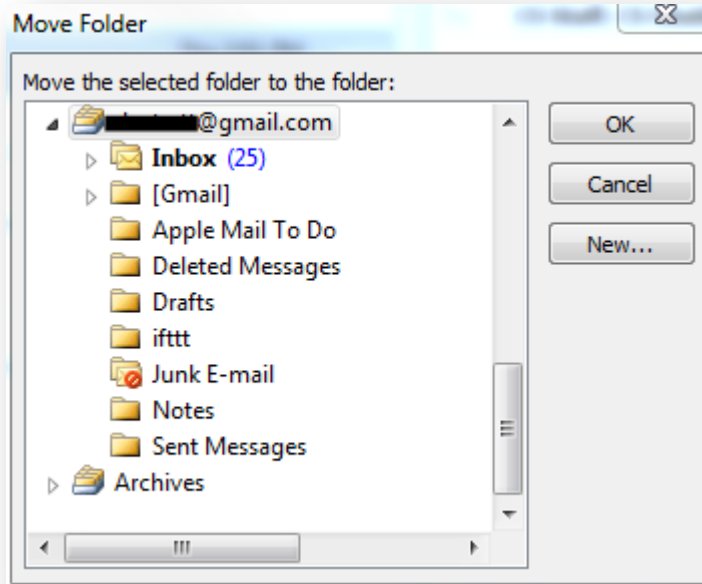 Move Folder
Move the selected folder to the folder:
@gmail.com
Inbox (25)
[Gmail]
Apple Mail To Do
Deleted Messages
Drafts
ifttt
Junk E-mail
Notes
Sent Messages
Archives
OK
Cancel
New...